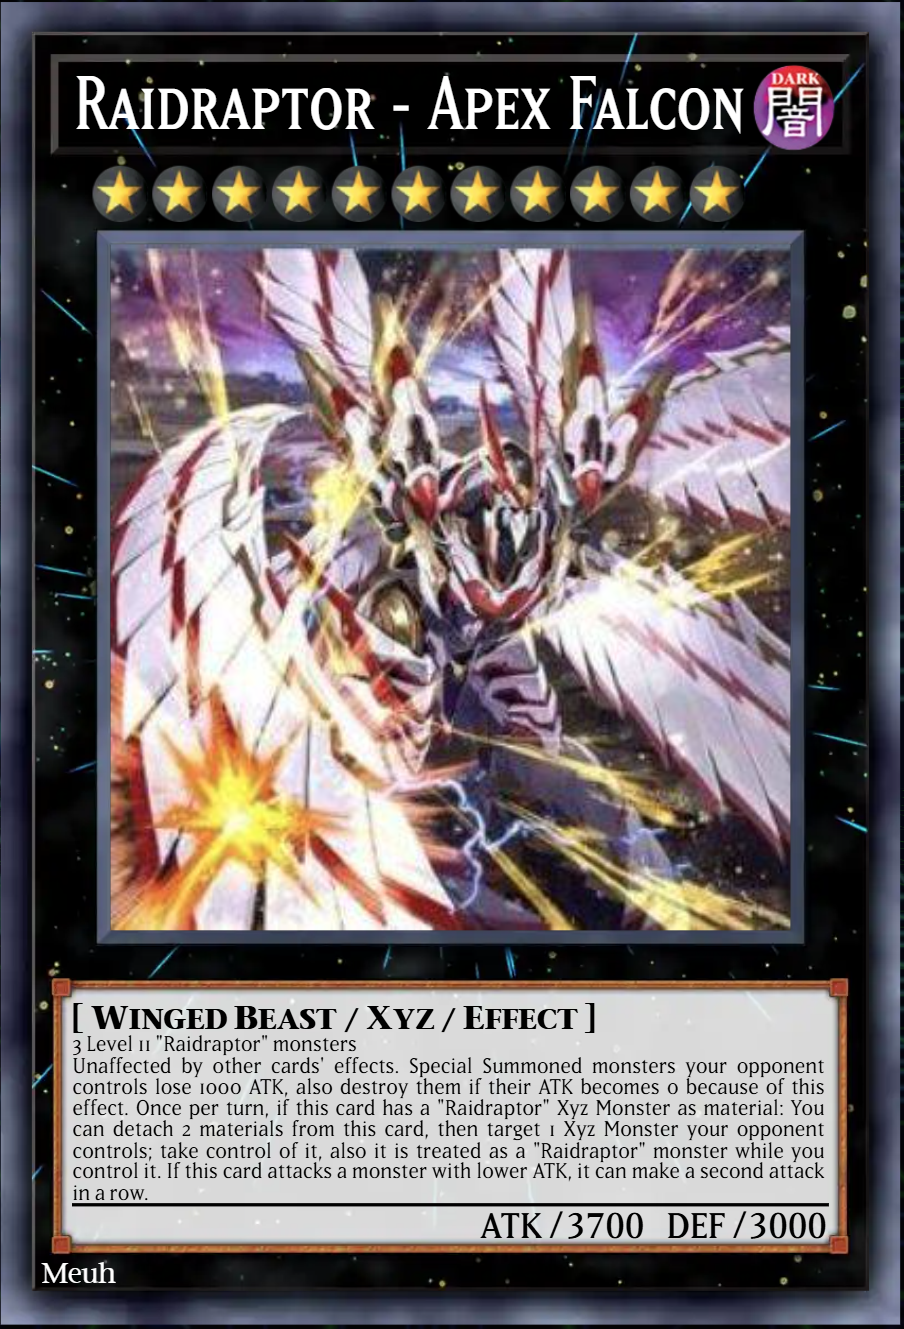 Raidraptor - Apex Falcon
DARK
闇
[ Winged Beast / Xyz / Effect ]
3 Level 11 "Raidraptor" monsters
Unaffected by other cards' effects. Special Summoned monsters your opponent
controls lose 1000 ATK, also destroy them if their ATK becomes 0 because of this
effect. Once per turn, if this card has a "Raidraptor" Xyz Monster as material: You
can detach 2 materials from this card, then target 1 Xyz Monster your opponent
controls; take control of it, also it is treated as a "Raidraptor" monster while you
control it. If this card attacks a monster with lower ATK, it can make a second attack
in a row.
ATK / 3700 DEF / 3000
Meuh